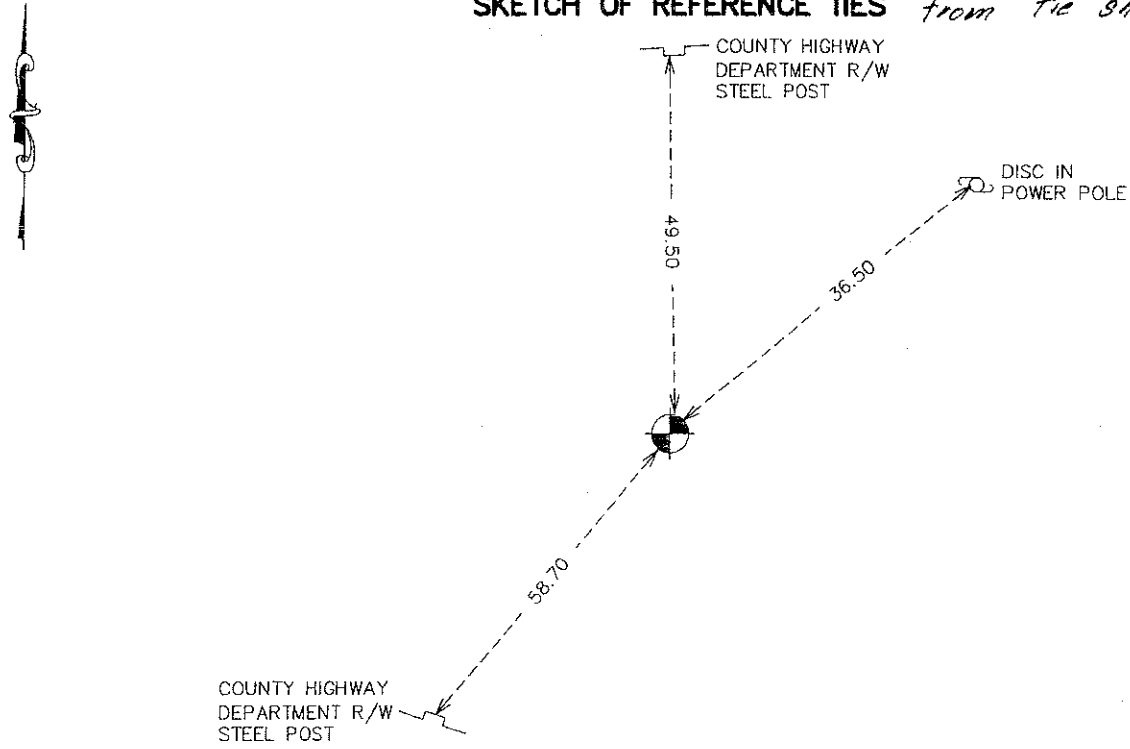 SKETCH OF REFERENCE TIES from Tie
COUNTY HIGHWAY
DEPARTMENT R/W
STEEL POST
DISC IN
POWER POLE
49.50
36.50
58.70
COUNTY HIGHWAY
DEPARTMENT R/W
STEEL POST